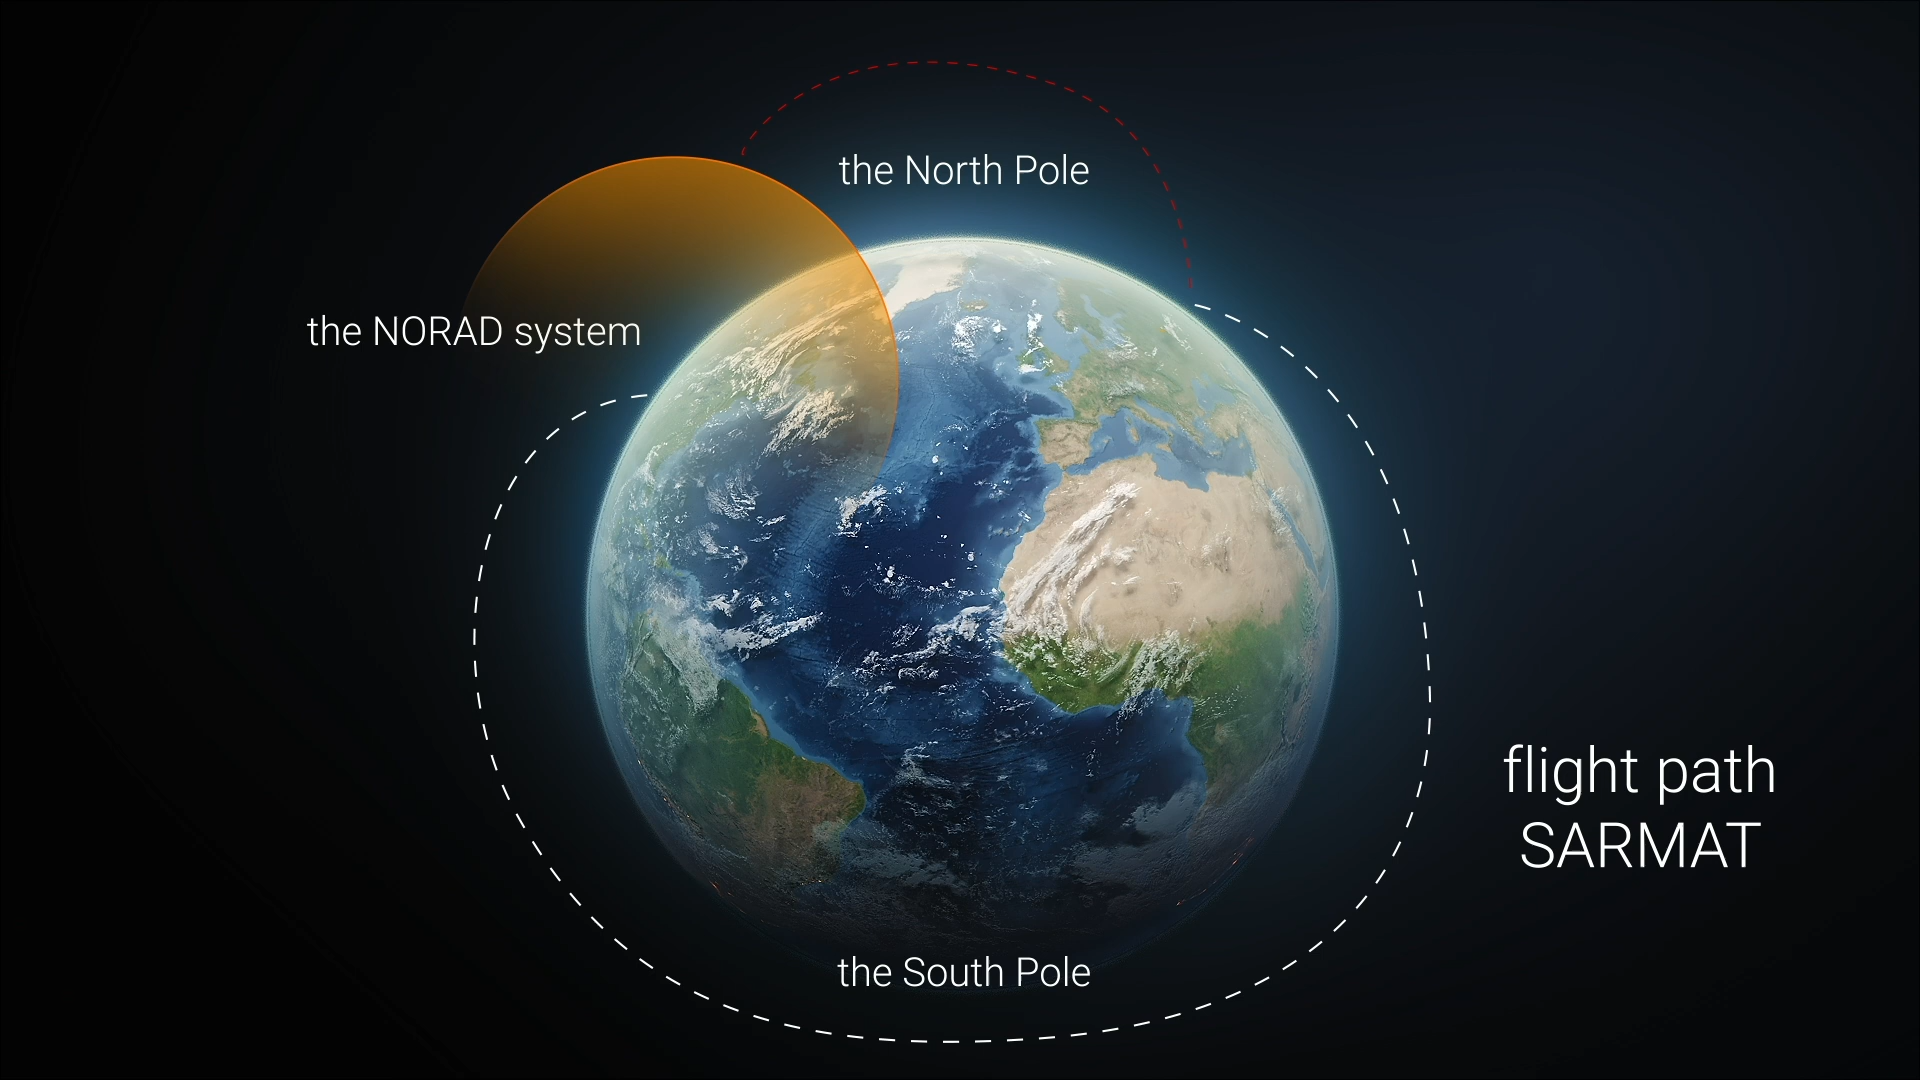 the North Pole
the NORAD system
flight path
SARMAT
the South Pole